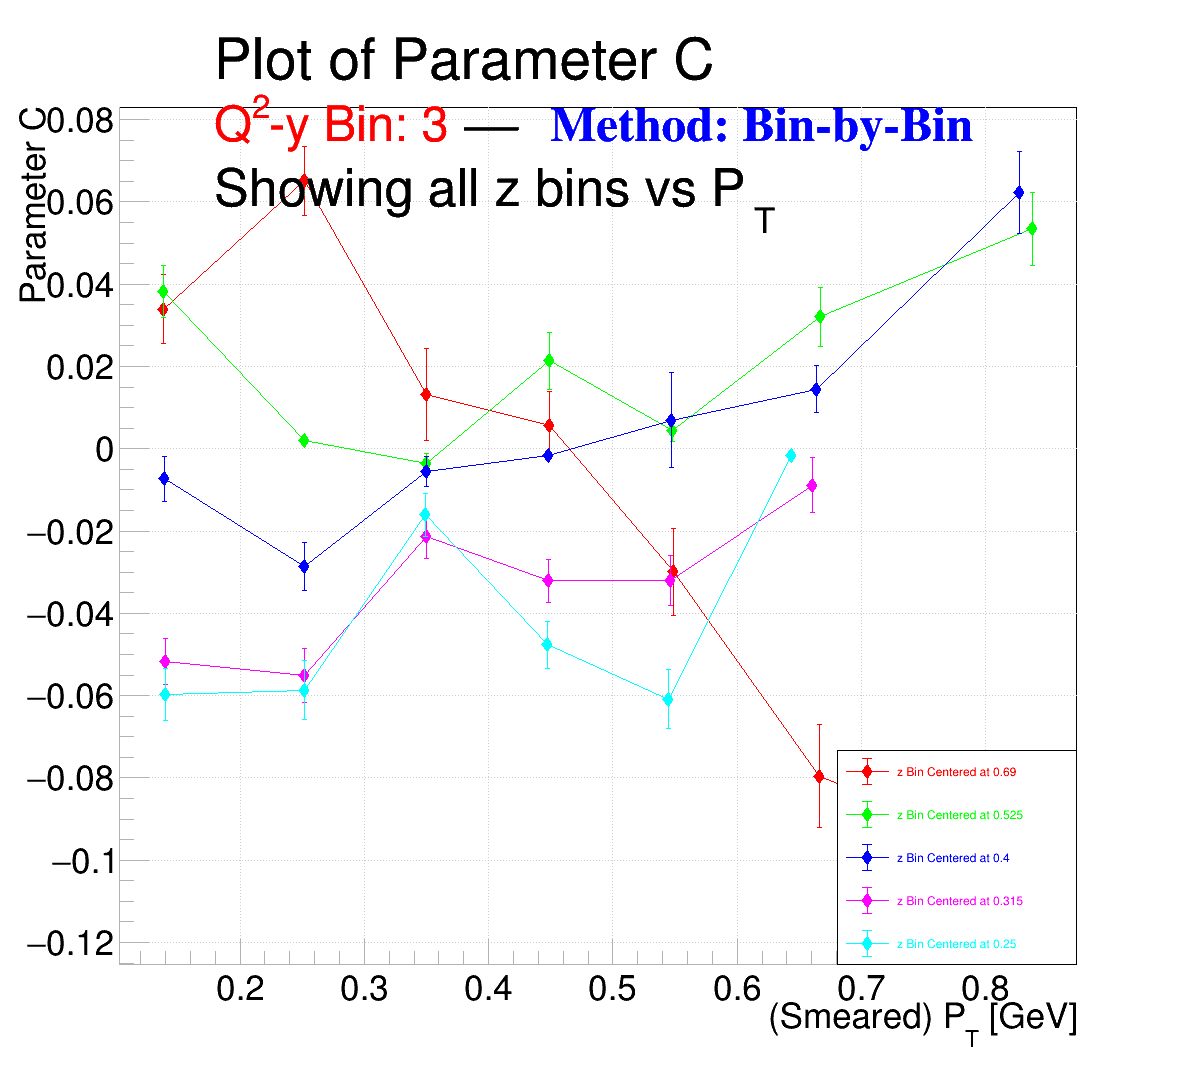 Plot of Parameter C
Q²-y Bin: 3 — Method: Bin-by-Bin
Showing all z bins vs P_T
Parameter C
0.08
0.06
0.04
0.02
0
−0.02
−0.04
−0.06
−0.08
−0.1
−0.12
z Bin Centered at 0.69
z Bin Centered at 0.525
z Bin Centered at 0.4
z Bin Centered at 0.315
z Bin Centered at 0.25
0.2 0.3 0.4 0.5 0.6 0.7 0.8
(Smeared) P_T [GeV]